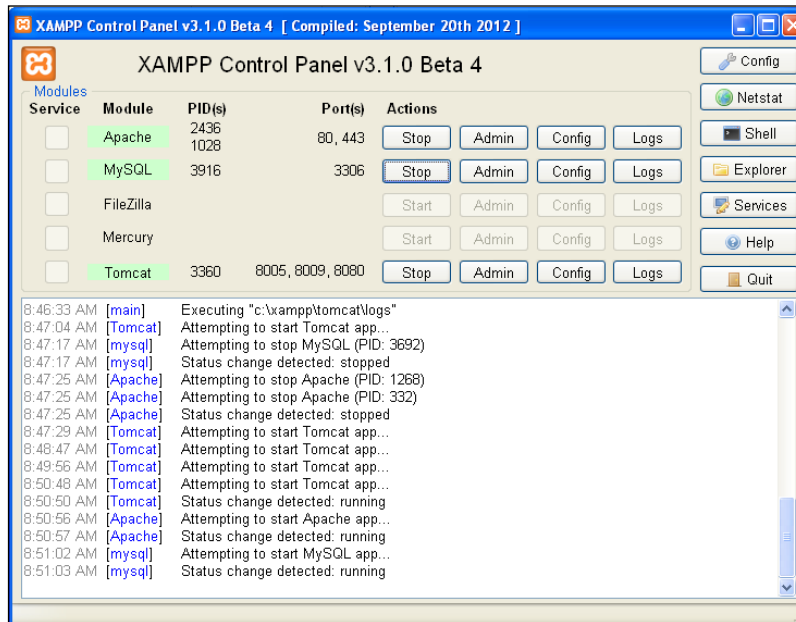 XAMPP Control Panel v3.1.0 Beta 4 [ Compiled: September 20th 2012 ]
XAMPP Control Panel v3.1.0 Beta 4
Config
Modules
Netstat
Service Module PID(s) Port(s) Actions
Apache 2436 1028 80, 443 Stop Admin Config Logs
Shell
MySQL 3916 3306 Stop Admin Config Logs
Explorer
FileZilla Start Admin Config Logs
Services
Mercury Start Admin Config Logs
Help
Tomcat 3360 8005, 8009, 8080 Stop Admin Config Logs
Quit
8:46:33 AM [main] Executing "c:\xampp\tomcat\logs"
8:47:04 AM [Tomcat] Attempting to start Tomcat app...
8:47:17 AM [mysql] Attempting to stop MySQL (PID: 3692)
8:47:17 AM [mysql] Status change detected: stopped
8:47:25 AM [Apache] Attempting to stop Apache (PID: 1268)
8:47:25 AM [Apache] Attempting to stop Apache (PID: 332)
8:47:25 AM [Apache] Status change detected: stopped
8:47:29 AM [Tomcat] Attempting to start Tomcat app...
8:48:47 AM [Tomcat] Attempting to start Tomcat app...
8:49:56 AM [Tomcat] Attempting to start Tomcat app...
8:50:48 AM [Tomcat] Attempting to start Tomcat app...
8:50:50 AM [Tomcat] Status change detected: running
8:50:56 AM [Apache] Attempting to start Apache app...
8:50:57 AM [Apache] Status change detected: running
8:51:02 AM [mysql] Attempting to start MySQL app...
8:51:03 AM [mysql] Status change detected: running